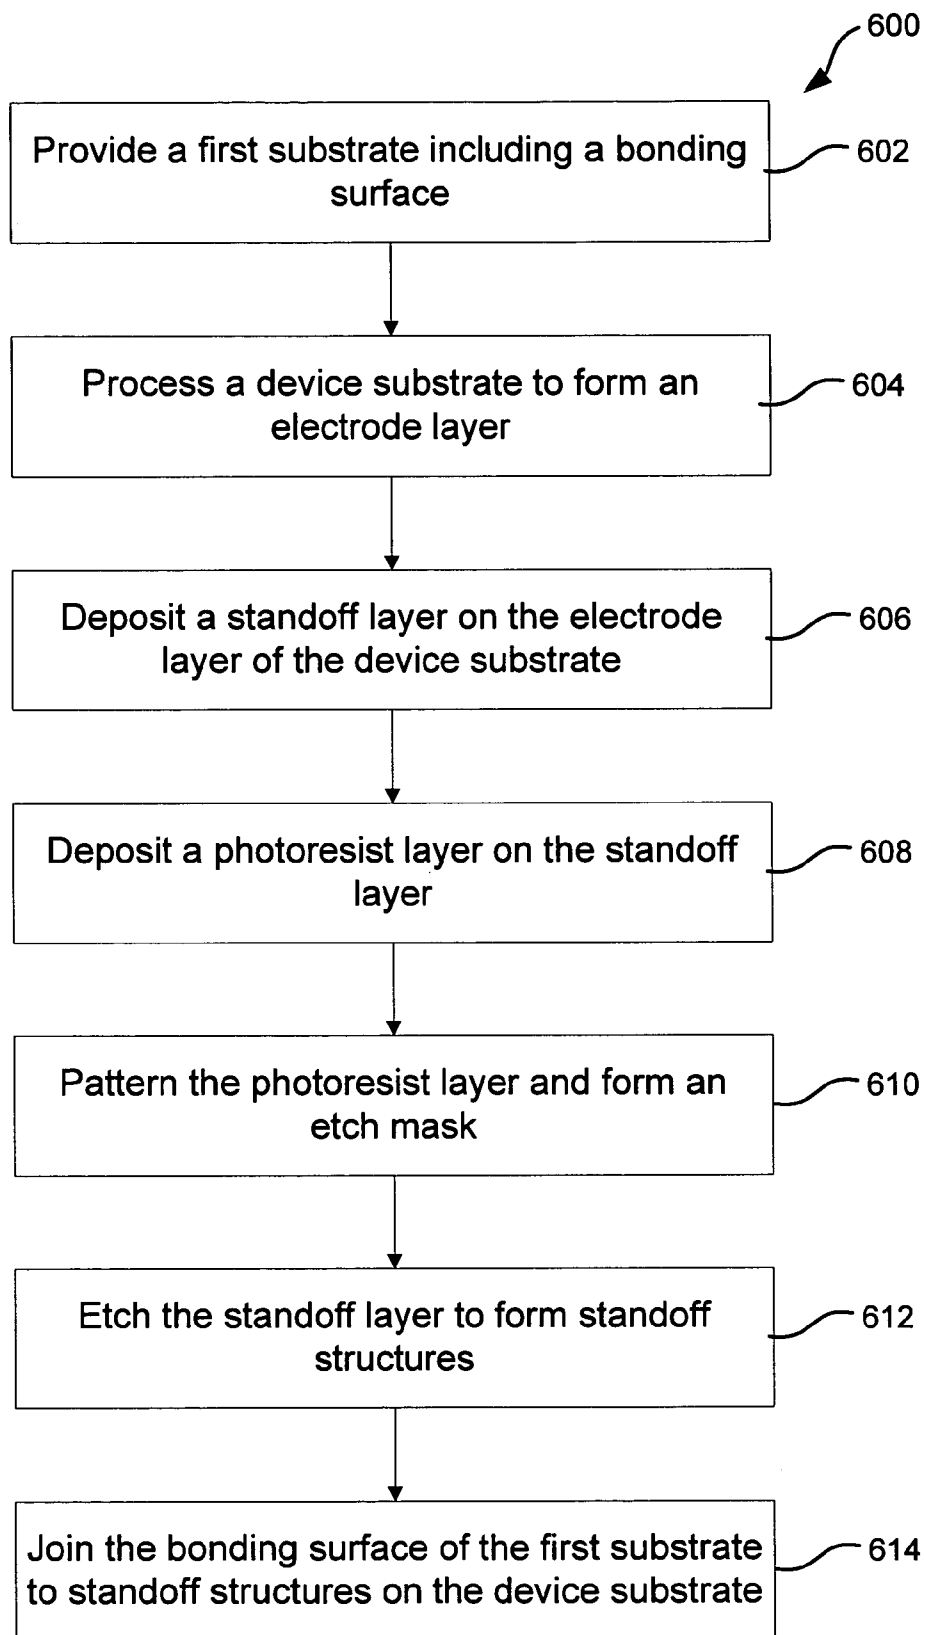 600
Provide a first substrate including a bonding
surface
602
Process a device substrate to form an
electrode layer
604
Deposit a standoff layer on the electrode
layer of the device substrate
606
Deposit a photoresist layer on the standoff
layer
608
Pattern the photoresist layer and form an
etch mask
610
Etch the standoff layer to form standoff
structures
612
Join the bonding surface of the first substrate
to standoff structures on the device substrate
614